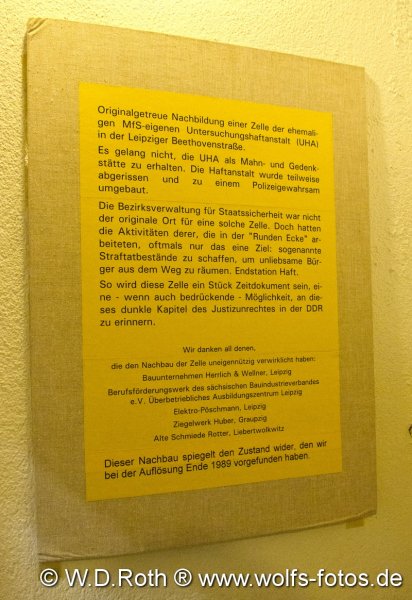 Originalgetreue Nachbildung einer Zelle der ehemali-
gen MfS-eigenen Untersuchungshaftanstalt (UHA)
in der Leipziger Beethovenstraße.
Es gelang nicht, die UHA als Mahn- und Gedenk-
stätte zu erhalten. Die Haftanstalt wurde teilweise
abgerissen und zu einem Polizeigewahrsam
umgebaut.
Die Bezirksverwaltung für Staatssicherheit war nicht
der originale Ort für eine solche Zelle. Doch hatten
die Aktivitäten derer, die in der "Runden Ecke" ar-
beiteten, oftmals nur das eine Ziel: sogenannte
Straftatbestände zu schaffen, um unliebsame Bür-
ger aus dem Weg zu räumen. Endstation Haft.
So wird diese Zelle ein Stück Zeitdokument sein, ei-
ne - wenn auch bedrückende - Möglichkeit, an die-
ses dunkle Kapitel des Justizunrechtes in der DDR
zu erinnern.
Wir danken all denen,
die den Nachbau der Zelle uneigennützig verwirklicht haben:
Bauunternehmen Herrlich & Wellner, Leipzig
Berufsförderungswerk des sächsischen Bauindustrieverbandes
e.V. Überbetriebliches Ausbildungszentrum Leipzig
Elektro-Pöschmann, Leipzig
Ziegelwerk Huber, Graupzig
Alte Schmiede Rotter, Liebertwolkwitz
Dieser Nachbau spiegelt den Zustand wider, den wir
bei der Auflösung Ende 1989 vorgefunden haben.
© W.D.Roth ® www.wolfs-fotos.de